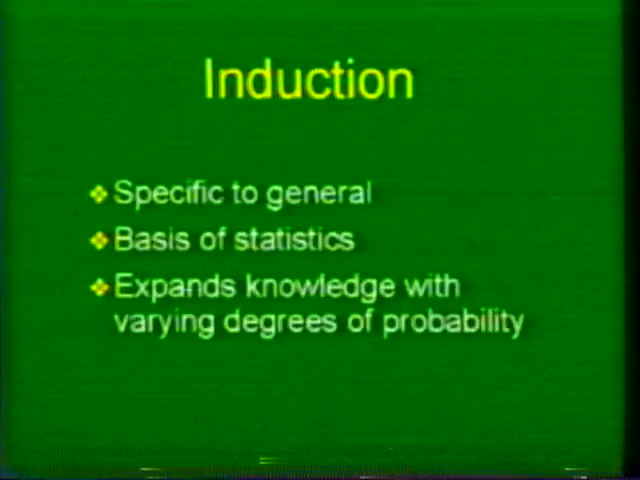 Induction
Specific to general
Basis of statistics
Expands knowledge with
varying degrees of probability